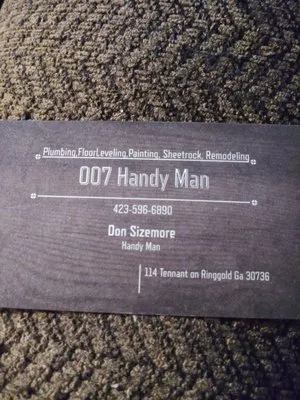 Plumbing,FloorLeveling,Painting, Sheetrock, Remodeling
007 Handy Man
423-596-6890
Don Sizemore
Handy Man
114 Tennant on Ringgold Ga 30736